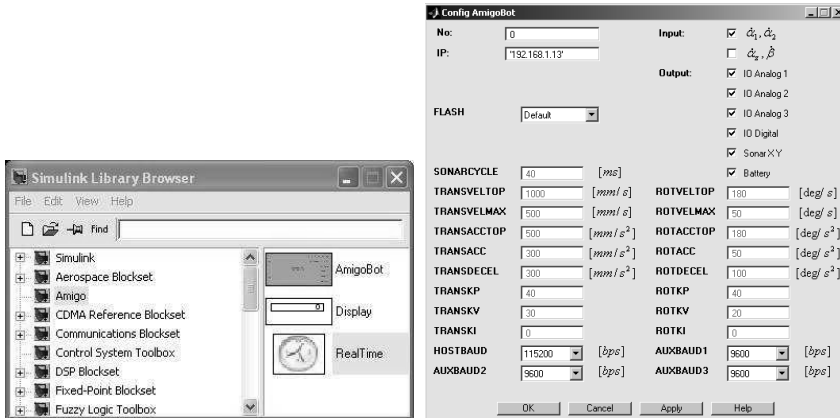 Simulink Library Browser
File Edit View Help
Find
Simulink
Aerospace Blockset
Amigo
CDMA Reference Blockset
Communications Blockset
Control System Toolbox
DSP Blockset
Fixed-Point Blockset
Fuzzy Logic Toolbox
AmigoBot
Display
RealTime
Config AmigoBot
No: 0 Input: α̇₁, α̇₂
IP: '192.168.1.13' α̇ₛ, β̇
Output: IO Analog 1
IO Analog 2
FLASH Default IO Analog 3
IO Digital
Sonar X Y
SONARCYCLE 40 [ms] Battery
TRANSVELTOP 1000 [mm/s] ROTVELTOP 180 [deg/s]
TRANSVELMAX 500 [mm/s] ROTVELMAX 50 [deg/s]
TRANSACCTOP 500 [mm/s²] ROTACCTOP 180 [deg/s²]
TRANSACC 300 [mm/s²] ROTACC 50 [deg/s²]
TRANSDECEL 300 [mm/s²] ROTDECEL 100 [deg/s²]
TRANSKP 40 ROTKP 40
TRANSKV 30 ROTKV 20
TRANSKI 0 ROTKI 0
HOSTBAUD 115200 [bps] AUXBAUD1 9600 [bps]
AUXBAUD2 9600 [bps] AUXBAUD3 9600 [bps]
OK Cancel Apply Help